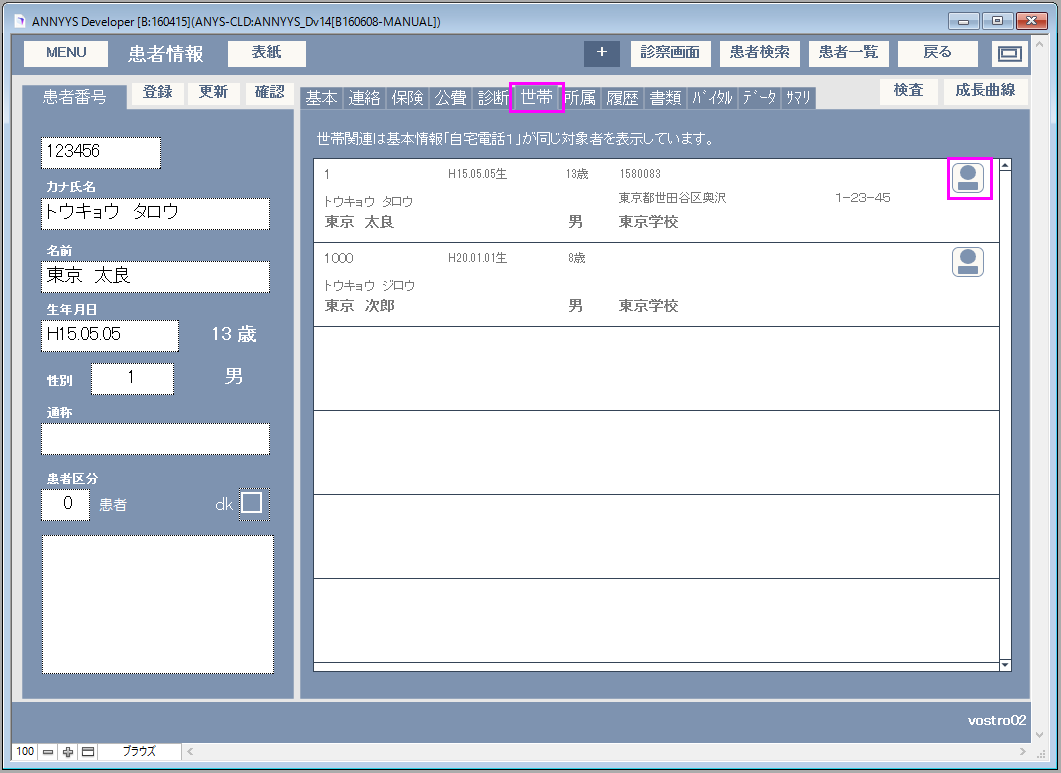 ANNYYS Developer [B:160415](ANYS-CLD:ANNYYS_Dv14[B160608-MANUAL])
MENU 患者情報 表紙 + 診察画面 患者検索 患者一覧 戻る
患者番号 登録 更新 確認
基本 連絡 保険 公費 診断 世帯 所属 履歴 書類 ﾊﾞｲﾀﾙ ﾃﾞｰﾀ ｻﾏﾘ
検査 成長曲線
123456
カナ氏名
トウキョウ　タロウ
名前
東京　太良
生年月日
H15.05.05 13 歳
性別 1 男
通称
患者区分
0 患者 dk
世帯関連は基本情報｢自宅電話１｣が同じ対象者を表示しています。
1 H15.05.05生 13歳 1580083
トウキョウ タロウ 東京都世田谷区奥沢 1-23-45
東京 太良 男 東京学校
1000 H20.01.01生 8歳
トウキョウ ジロウ
東京 次郎 男 東京学校
vostro02
100 ブラウズ